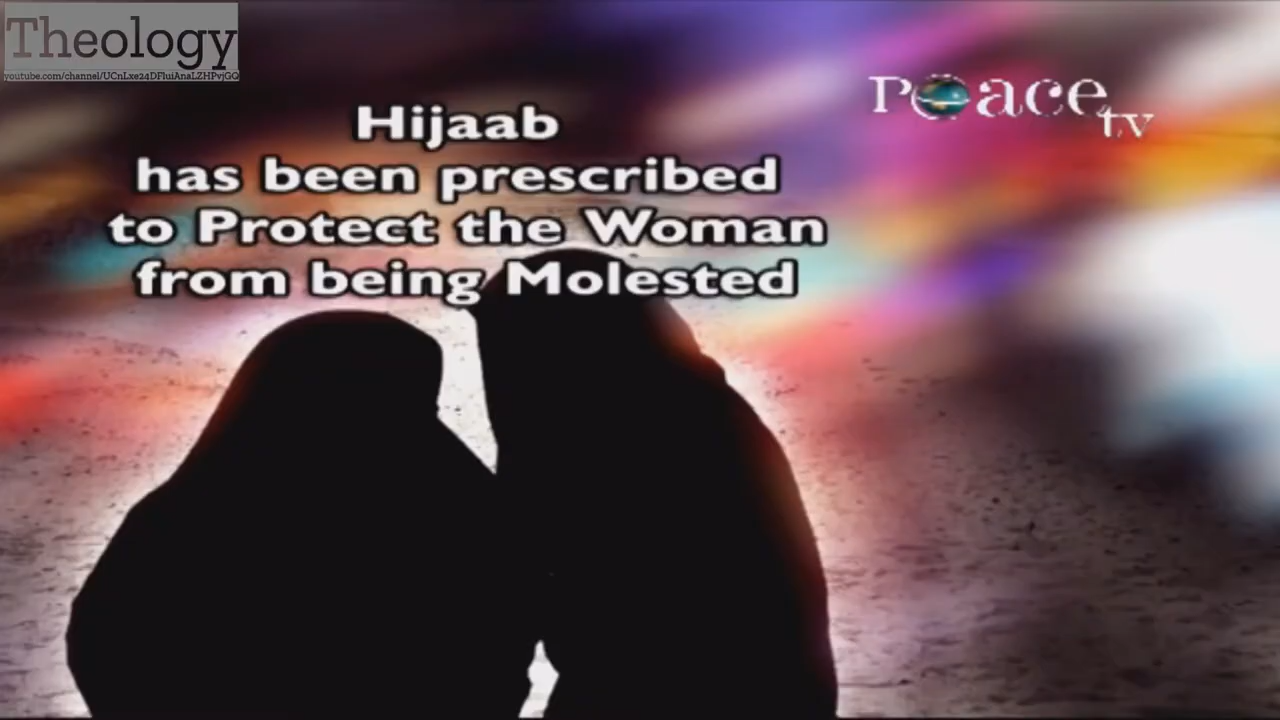 Theology
youtube.com/channel/UCnLxe24DFluiAnaLZHPvjGQ
Peace tv
Hijaab
has been prescribed
to Protect the Woman
from being Molested